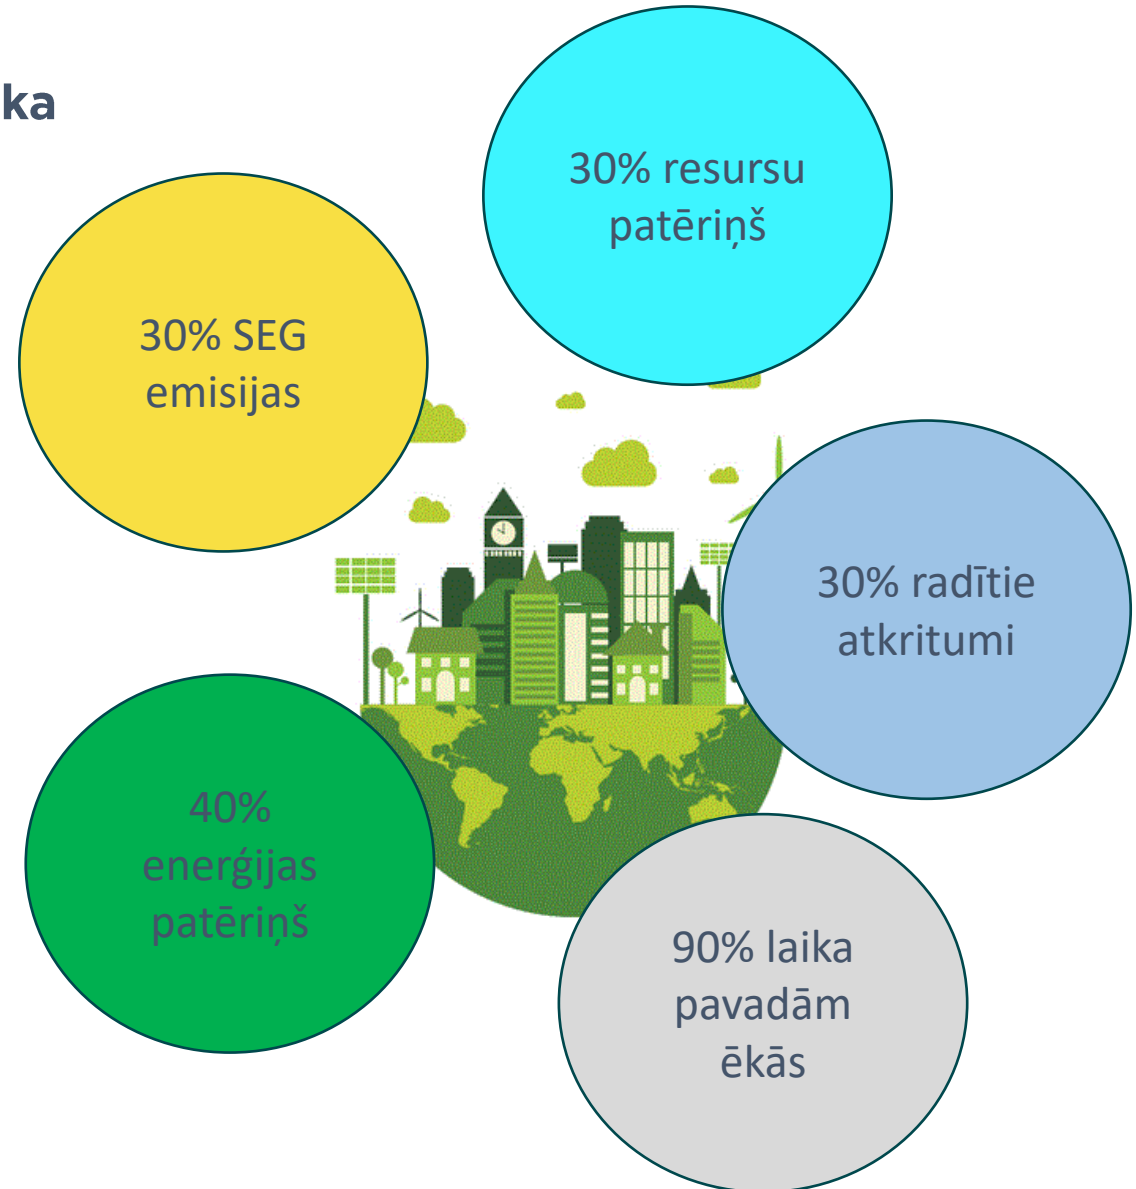 ka
30% resursu
patēriņš
30% SEG
emisijas
30% radītie
atkritumi
40%
enerģijas
patēriņš
90% laika
pavadām
ēkās